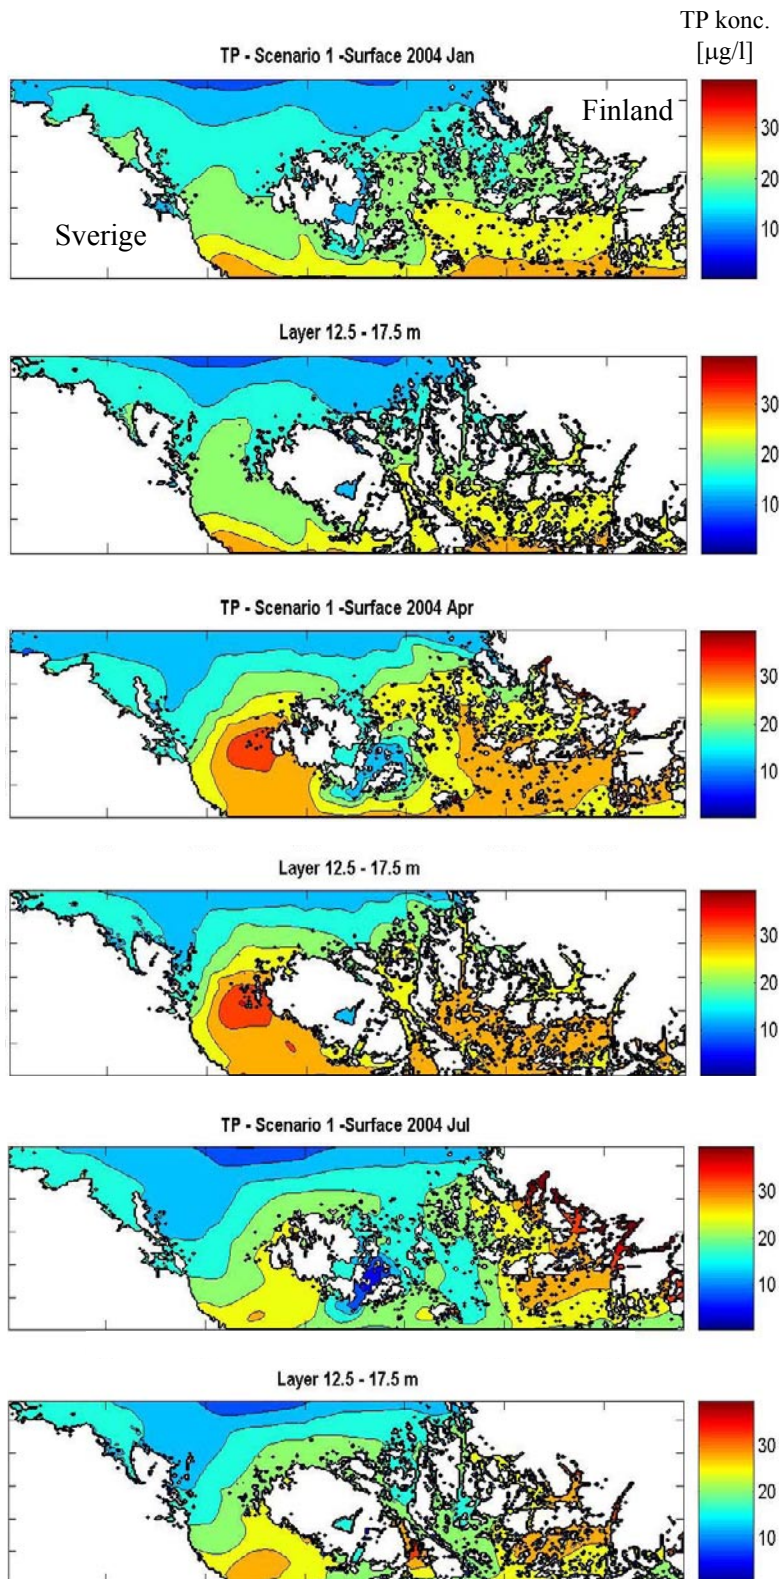 TP konc.
[µg/l]
TP - Scenario 1 -Surface 2004 Jan
Finland
Sverige
30
20
10
Layer 12.5 - 17.5 m
30
20
10
TP - Scenario 1 -Surface 2004 Apr
30
20
10
Layer 12.5 - 17.5 m
30
20
10
TP - Scenario 1 -Surface 2004 Jul
30
20
10
Layer 12.5 - 17.5 m
30
20
10